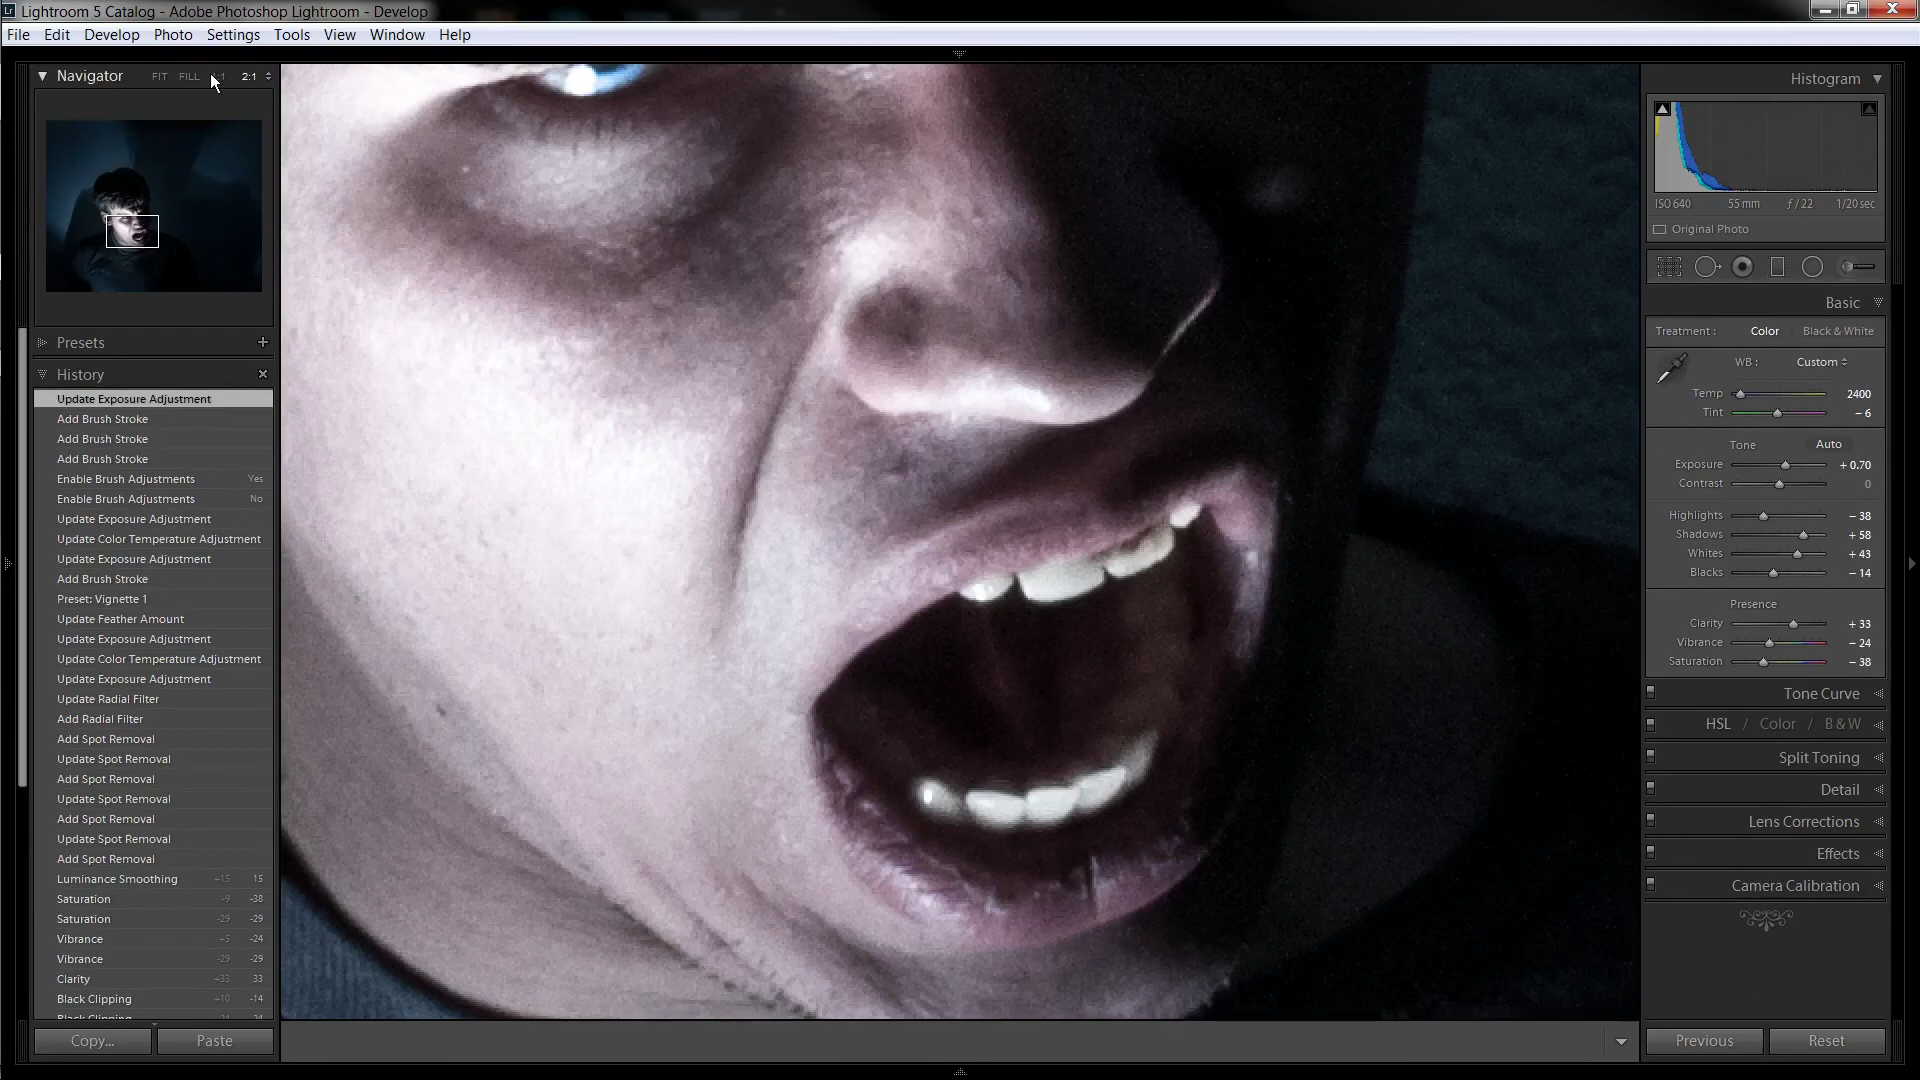 Lr Lightroom 5 Catalog - Adobe Photoshop Lightroom - Develop
File Edit Develop Photo Settings Tools View Window Help
Navigator FIT FILL 2:1
Presets
History
Update Exposure Adjustment
Add Brush Stroke
Add Brush Stroke
Add Brush Stroke
Enable Brush Adjustments Yes
Enable Brush Adjustments No
Update Exposure Adjustment
Update Color Temperature Adjustment
Update Exposure Adjustment
Add Brush Stroke
Preset: Vignette 1
Update Feather Amount
Update Exposure Adjustment
Update Color Temperature Adjustment
Update Exposure Adjustment
Update Radial Filter
Add Radial Filter
Add Spot Removal
Update Spot Removal
Add Spot Removal
Update Spot Removal
Add Spot Removal
Update Spot Removal
Add Spot Removal
Luminance Smoothing +15 15
Saturation -9 -38
Saturation -29 -29
Vibrance +5 -24
Vibrance -29 -29
Clarity +33 33
Black Clipping +10 -14
Black Clipping -24 -24
Copy... Paste
Histogram
ISO 640 55 mm ƒ / 22 1/20 sec
Original Photo
Basic
Treatment : Color Black & White
WB : Custom
Temp 2400
Tint – 6
Tone Auto
Exposure + 0.70
Contrast 0
Highlights – 38
Shadows + 58
Whites + 43
Blacks – 14
Presence
Clarity + 33
Vibrance – 24
Saturation – 38
Tone Curve
HSL / Color / B & W
Split Toning
Detail
Lens Corrections
Effects
Camera Calibration
Previous Reset